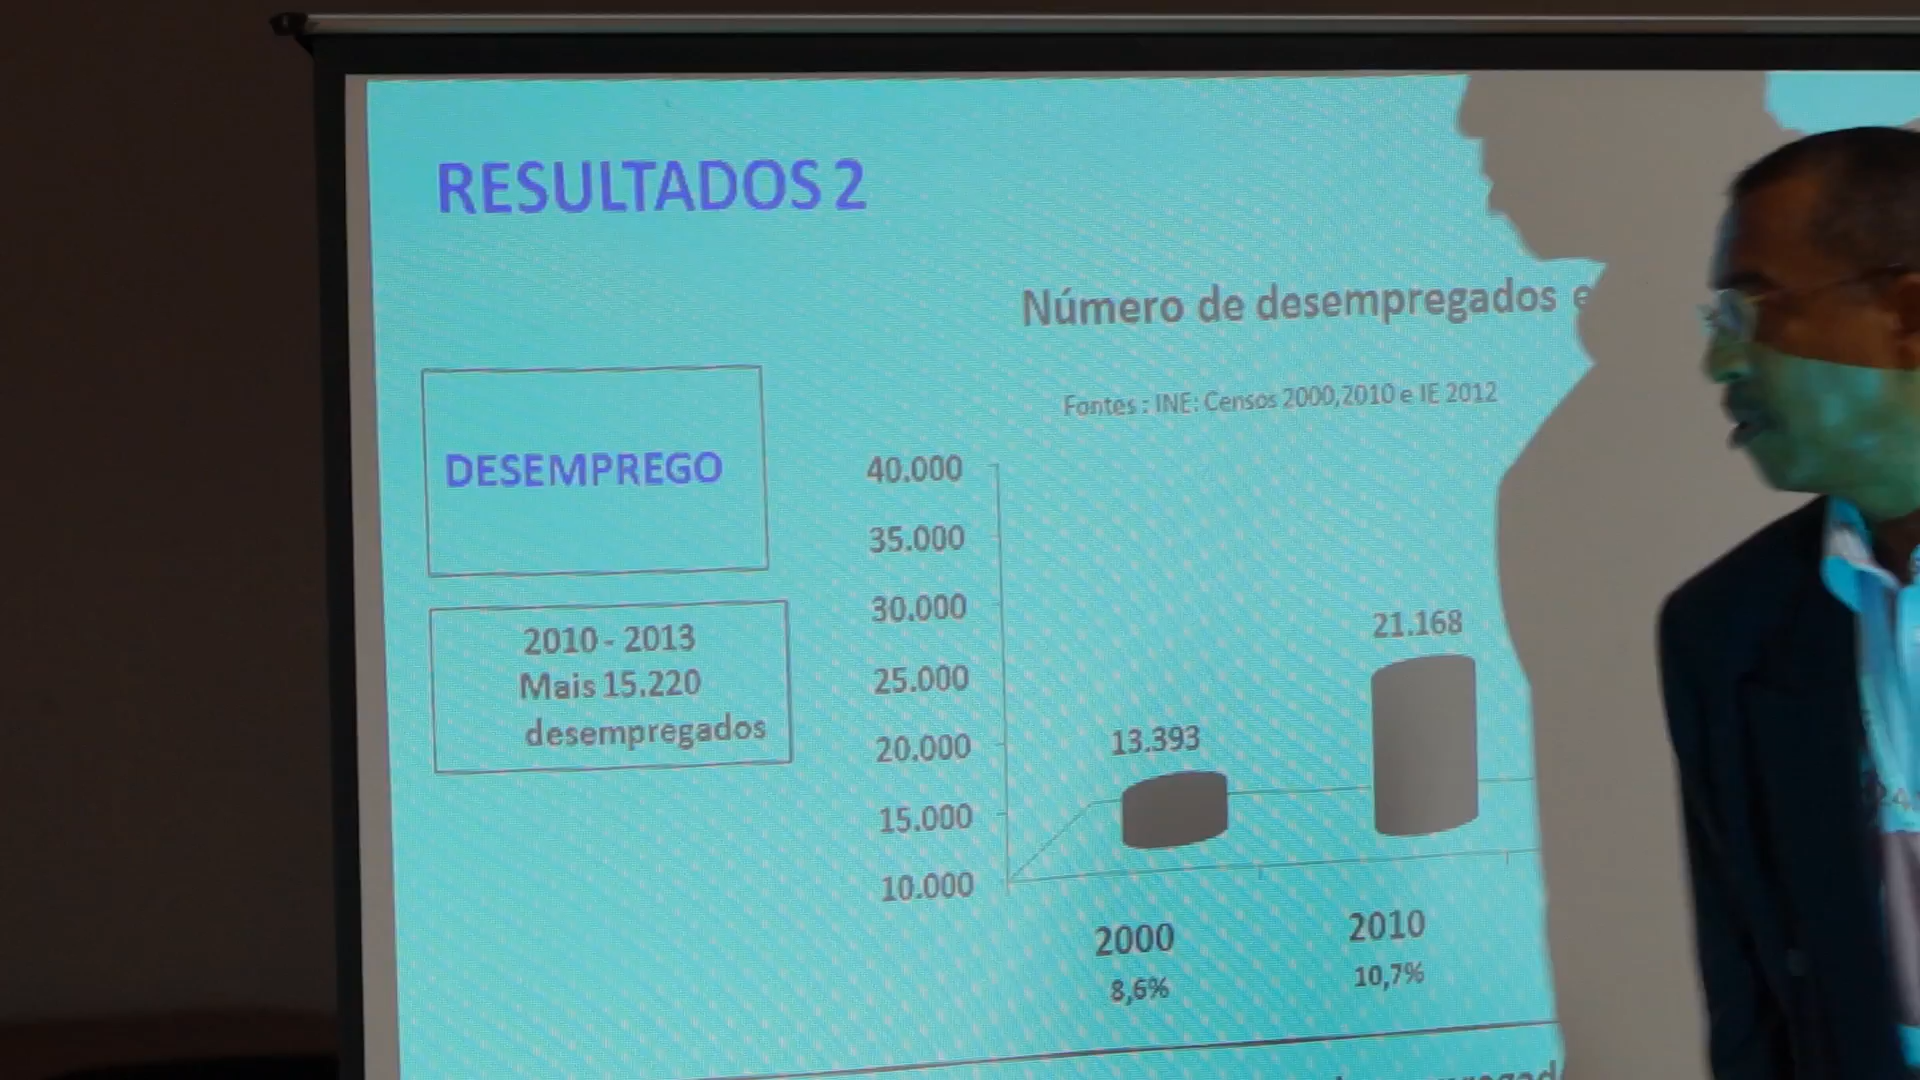 RESULTADOS 2
Número de desempregados e
Fontes : INE: Censos 2000,2010 e IE 2012
DESEMPREGO
2010 - 2013
Mais 15.220
desempregados
40.000
35.000
30.000
25.000
20.000
15.000
10.000
13.393
21.168
2000
2010
8,6%
10,7%